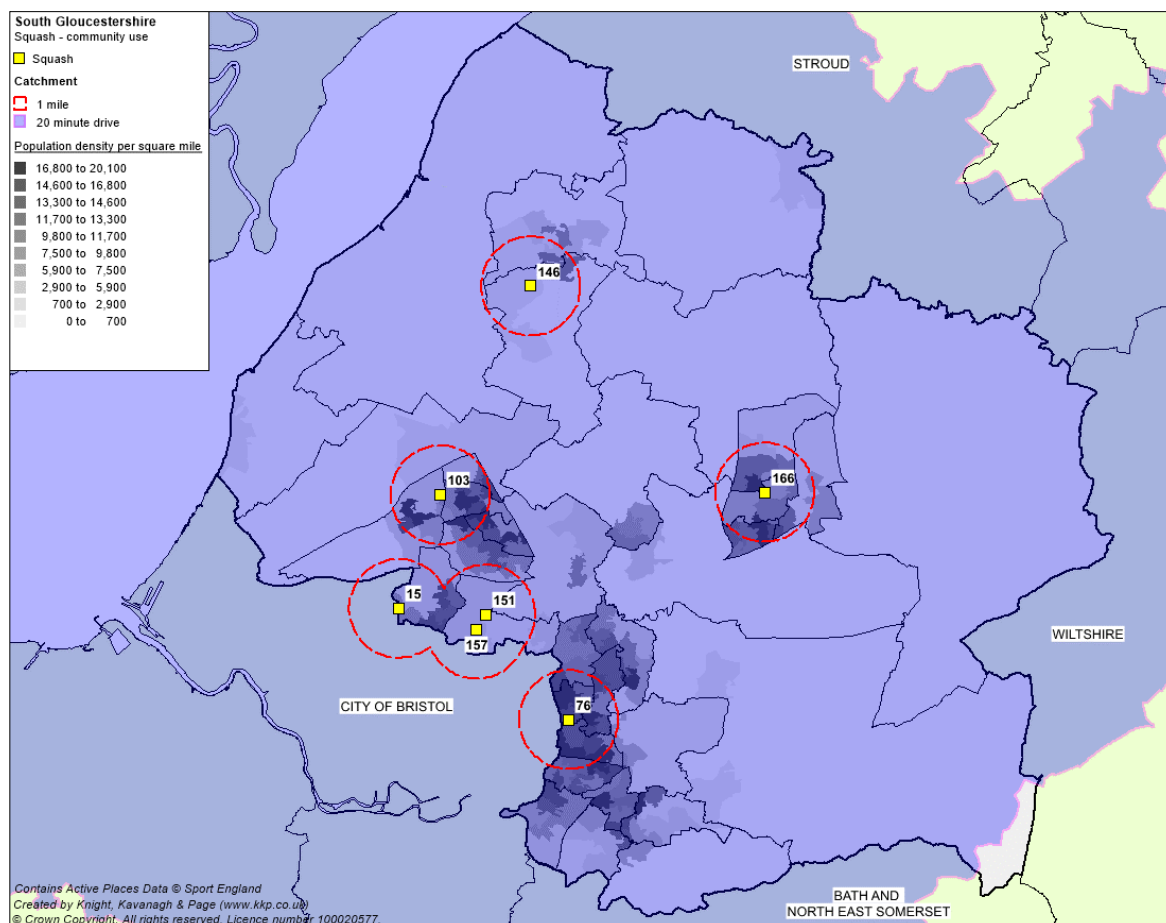 South Gloucestershire
Squash - community use
Squash
Catchment
1 mile
20 minute drive
Population density per square mile
16,800 to 20,100
14,600 to 16,800
13,300 to 14,600
11,700 to 13,300
9,800 to 11,700
7,500 to 9,800
5,900 to 7,500
2,900 to 5,900
700 to 2,900
0 to 700
STROUD
146
103
166
15
151
157
WILTSHIRE
CITY OF BRISTOL
76
BATH AND
NORTH EAST SOMERSET
Contains Active Places Data © Sport England
Created by Knight, Kavanagh & Page (www.kkp.co.uk)
© Crown Copyright. All rights reserved. Licence number 100020577.